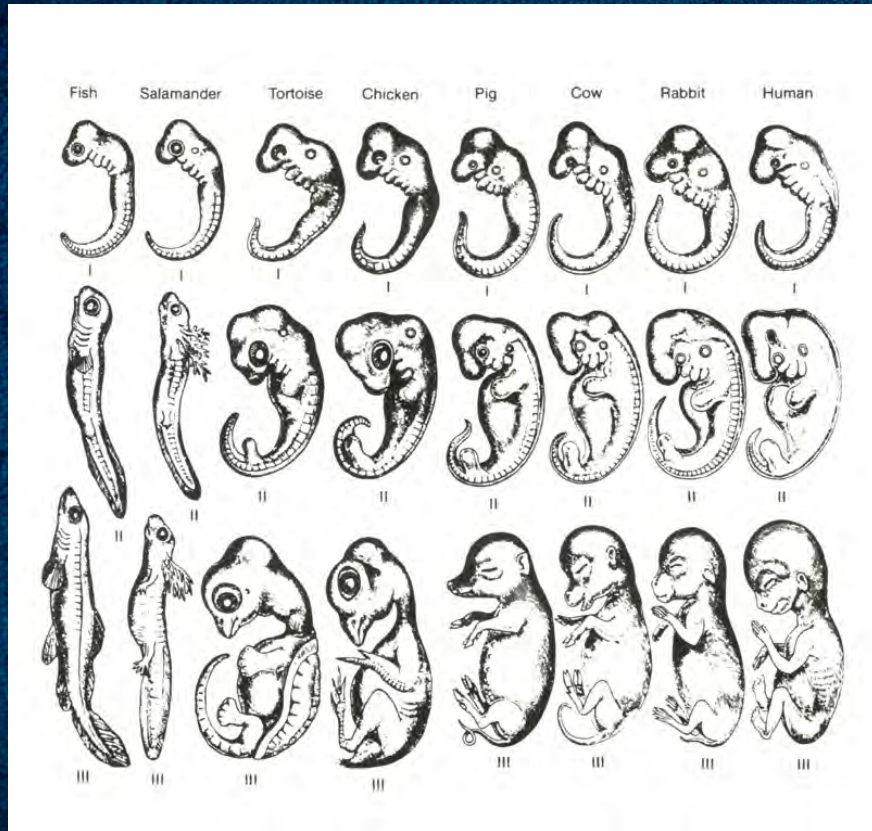 Fish Salamander Tortoise Chicken Pig Cow Rabbit Human
I I I I I I I I
II II II II II II II II
III III III III III III III III